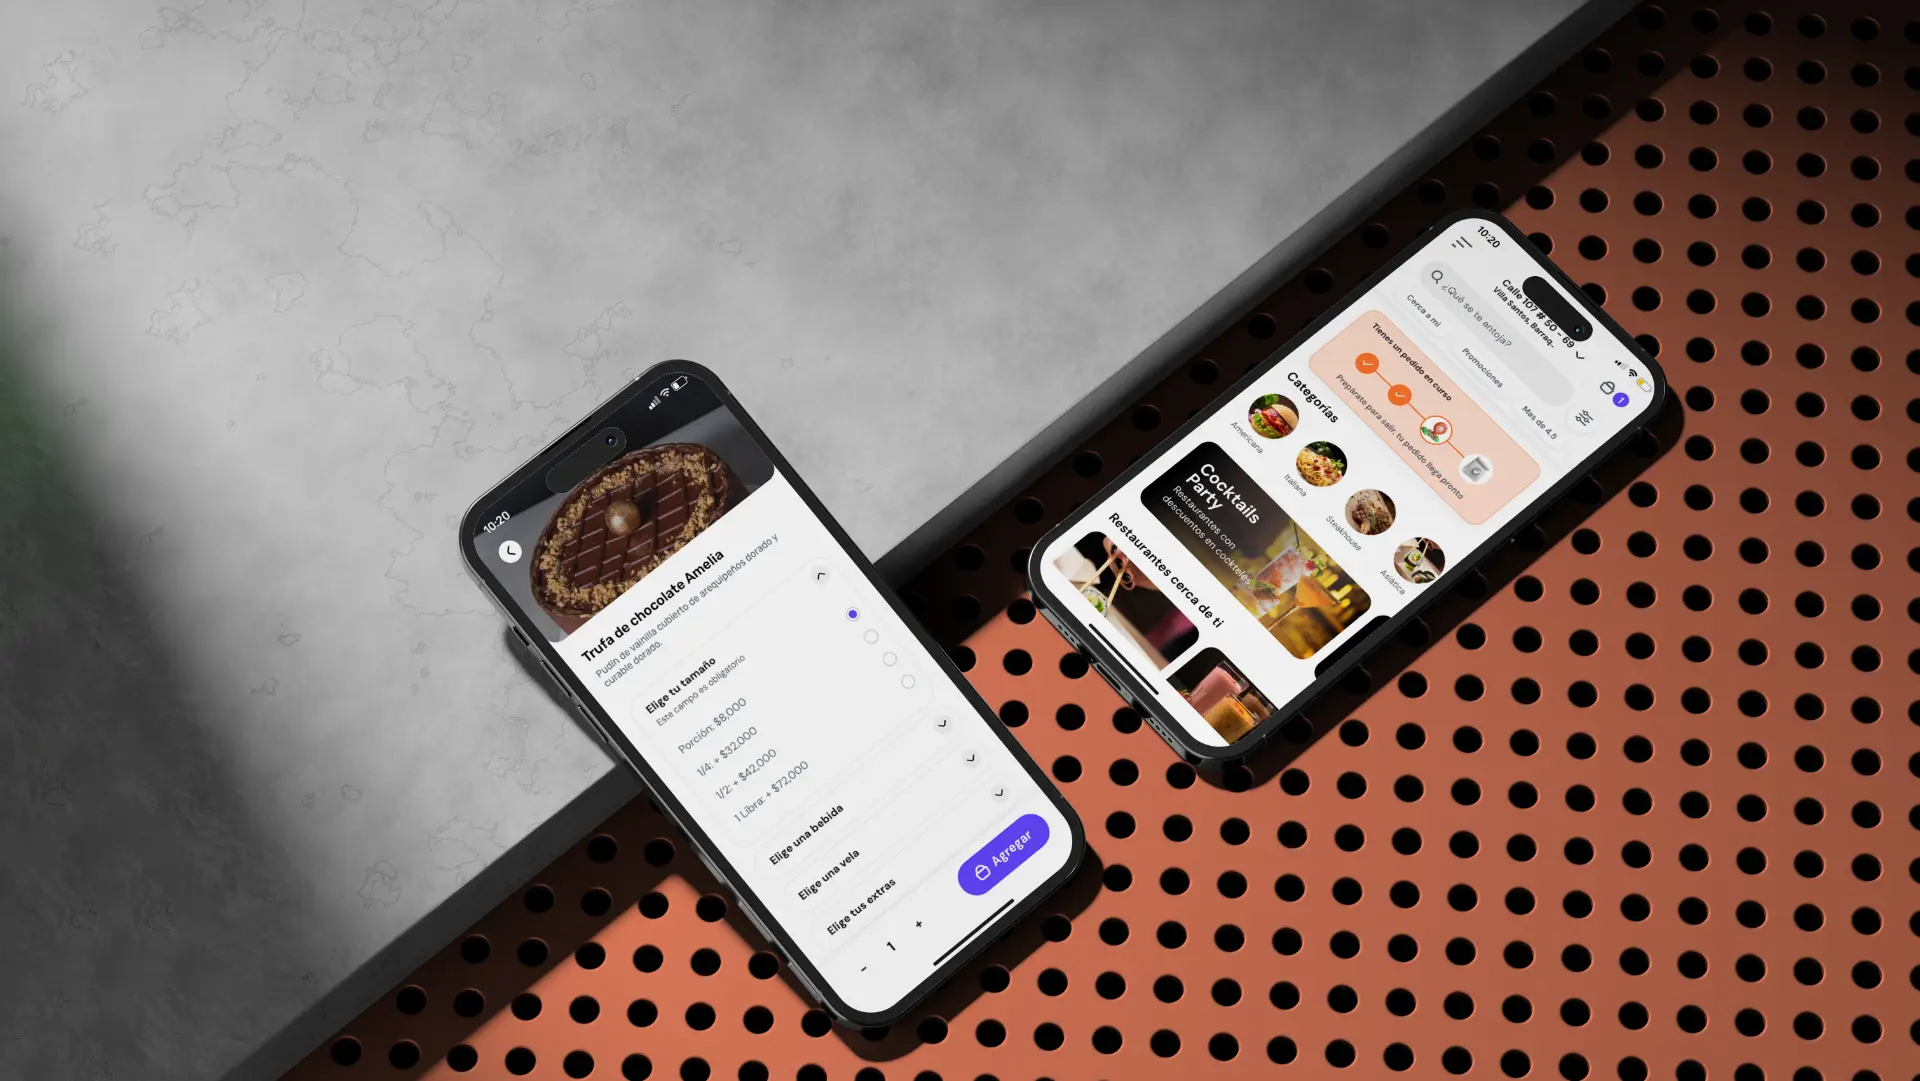 10:20
Trufa de chocolate Amelia
Pudin de vainilla cubierto de arequipeños dorado y
curable dorado.
Elige tu tamaño
Este campo es obligatorio
Porción: $8,000
1/4: + $32,000
1/2: + $42,000
1 Libra: + $72,000
Elige una bebida
Elige una vela
Elige tus extras
- 1 +
Agregar
10:20
Calle 107 # 50 - 69
Villa Santos, Barraq...
1
¿Qué se te antoja?
Cerca a mi
Promociones
Mas de 4.5
Tienes un pedido en curso
Prepárate para salir, tu pedido llega pronto
Categorías
Americana
Italiana
Steakhouse
Asiática
Cocktails
Party
Restaurantes con
descuentos en cockteles
Restaurantes cerca de ti